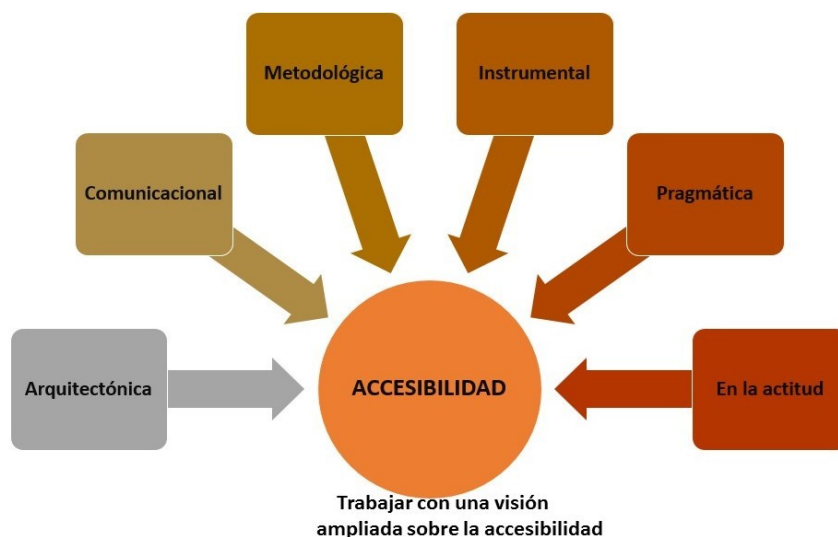 Metodológica
Instrumental
Comunicacional
Pragmática
Arquitectónica
ACCESIBILIDAD
En la actitud
Trabajar con una visión
ampliada sobre la accesibilidad